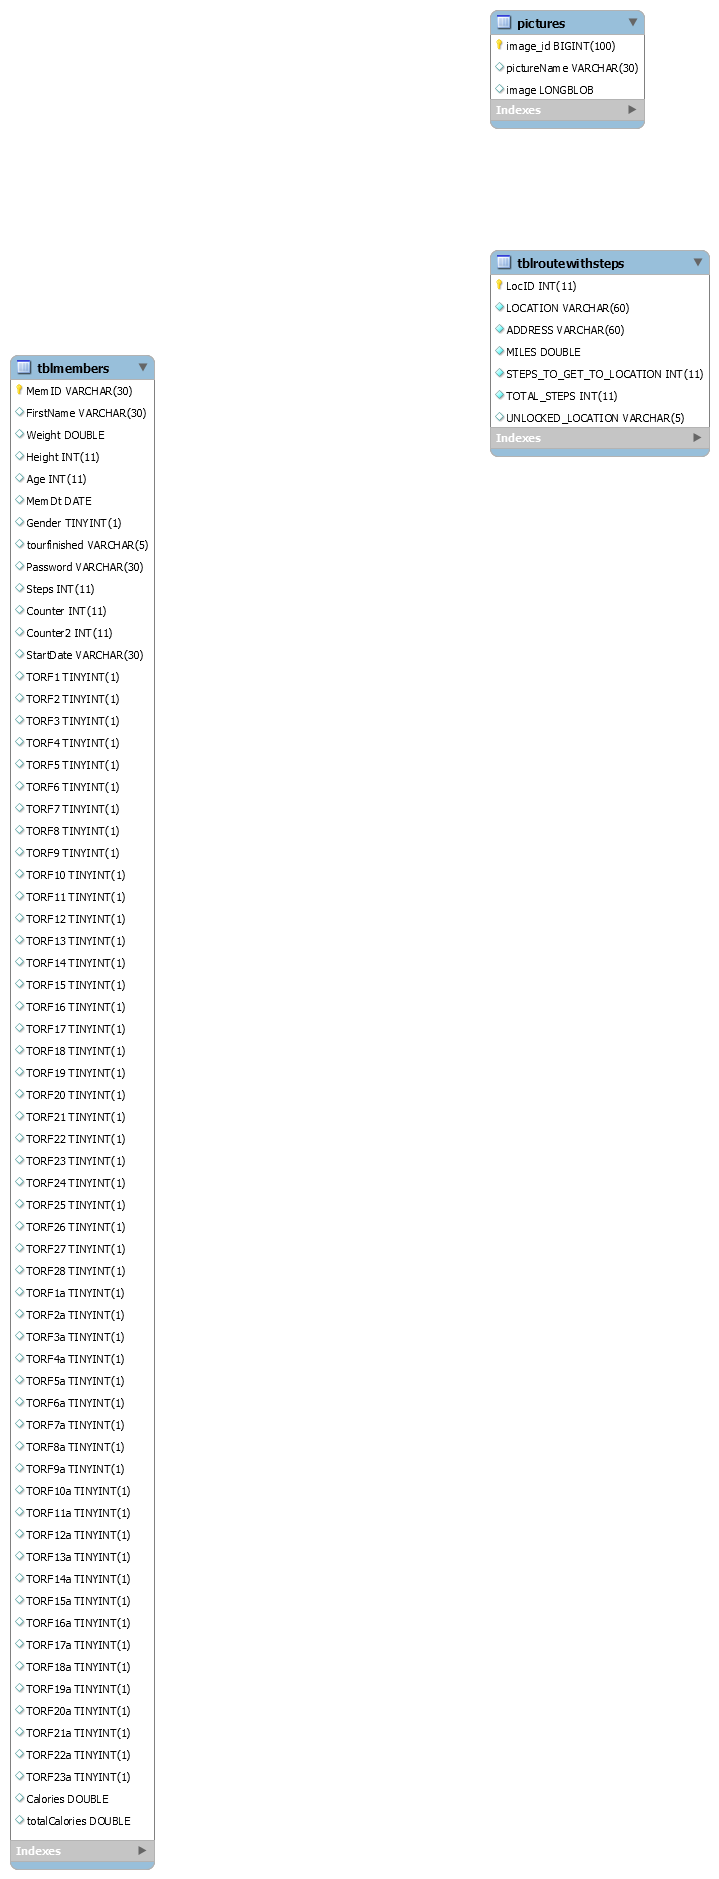 pictures
image_id BIGINT(100)
pictureName VARCHAR(30)
image LONGBLOB
Indexes
tblroutewithsteps
LocID INT(11)
LOCATION VARCHAR(60)
ADDRESS VARCHAR(60)
MILES DOUBLE
STEPS_TO_GET_TO_LOCATION INT(11)
TOTAL_STEPS INT(11)
UNLOCKED_LOCATION VARCHAR(5)
Indexes
tblmembers
MemID VARCHAR(30)
FirstName VARCHAR(30)
Weight DOUBLE
Height INT(11)
Age INT(11)
MemDt DATE
Gender TINYINT(1)
tourfinished VARCHAR(5)
Password VARCHAR(30)
Steps INT(11)
Counter INT(11)
Counter2 INT(11)
StartDate VARCHAR(30)
TORF1 TINYINT(1)
TORF2 TINYINT(1)
TORF3 TINYINT(1)
TORF4 TINYINT(1)
TORF5 TINYINT(1)
TORF6 TINYINT(1)
TORF7 TINYINT(1)
TORF8 TINYINT(1)
TORF9 TINYINT(1)
TORF10 TINYINT(1)
TORF11 TINYINT(1)
TORF12 TINYINT(1)
TORF13 TINYINT(1)
TORF14 TINYINT(1)
TORF15 TINYINT(1)
TORF16 TINYINT(1)
TORF17 TINYINT(1)
TORF18 TINYINT(1)
TORF19 TINYINT(1)
TORF20 TINYINT(1)
TORF21 TINYINT(1)
TORF22 TINYINT(1)
TORF23 TINYINT(1)
TORF24 TINYINT(1)
TORF25 TINYINT(1)
TORF26 TINYINT(1)
TORF27 TINYINT(1)
TORF28 TINYINT(1)
TORF1a TINYINT(1)
TORF2a TINYINT(1)
TORF3a TINYINT(1)
TORF4a TINYINT(1)
TORF5a TINYINT(1)
TORF6a TINYINT(1)
TORF7a TINYINT(1)
TORF8a TINYINT(1)
TORF9a TINYINT(1)
TORF10a TINYINT(1)
TORF11a TINYINT(1)
TORF12a TINYINT(1)
TORF13a TINYINT(1)
TORF14a TINYINT(1)
TORF15a TINYINT(1)
TORF16a TINYINT(1)
TORF17a TINYINT(1)
TORF18a TINYINT(1)
TORF19a TINYINT(1)
TORF20a TINYINT(1)
TORF21a TINYINT(1)
TORF22a TINYINT(1)
TORF23a TINYINT(1)
Calories DOUBLE
totalCalories DOUBLE
Indexes